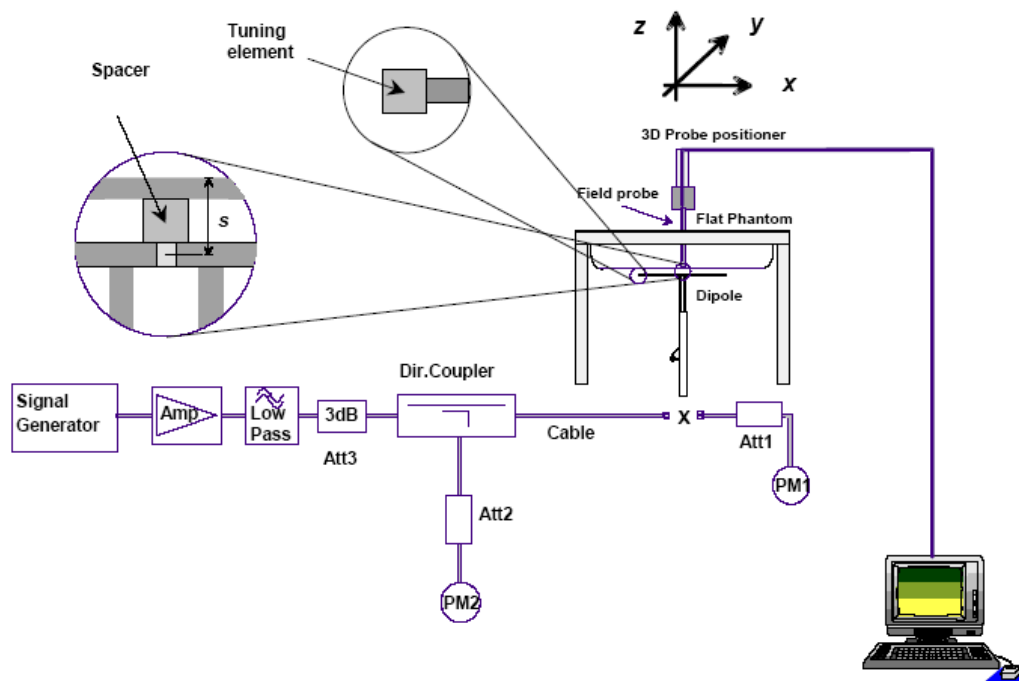 Tuning
element
z
y
x
Spacer
3D Probe positioner
Field probe
Flat Phantom
s
Dipole
Dir.Coupler
Signal
Generator
Amp
Low
Pass
3dB
Att3
Cable
X
Att1
PM1
Att2
PM2